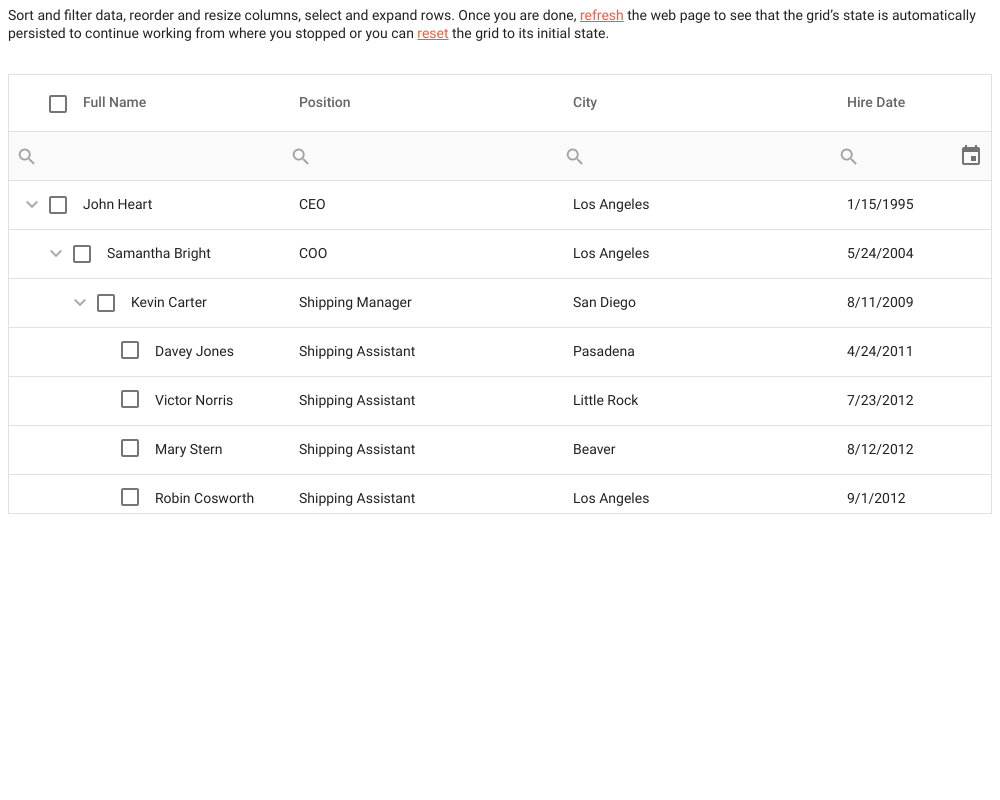 Sort and filter data, reorder and resize columns, select and expand rows. Once you are done, refresh the web page to see that the grid's state is automatically
persisted to continue working from where you stopped or you can reset the grid to its initial state.
Full Name Position City Hire Date
John Heart CEO Los Angeles 1/15/1995
Samantha Bright COO Los Angeles 5/24/2004
Kevin Carter Shipping Manager San Diego 8/11/2009
Davey Jones Shipping Assistant Pasadena 4/24/2011
Victor Norris Shipping Assistant Little Rock 7/23/2012
Mary Stern Shipping Assistant Beaver 8/12/2012
Robin Cosworth Shipping Assistant Los Angeles 9/1/2012